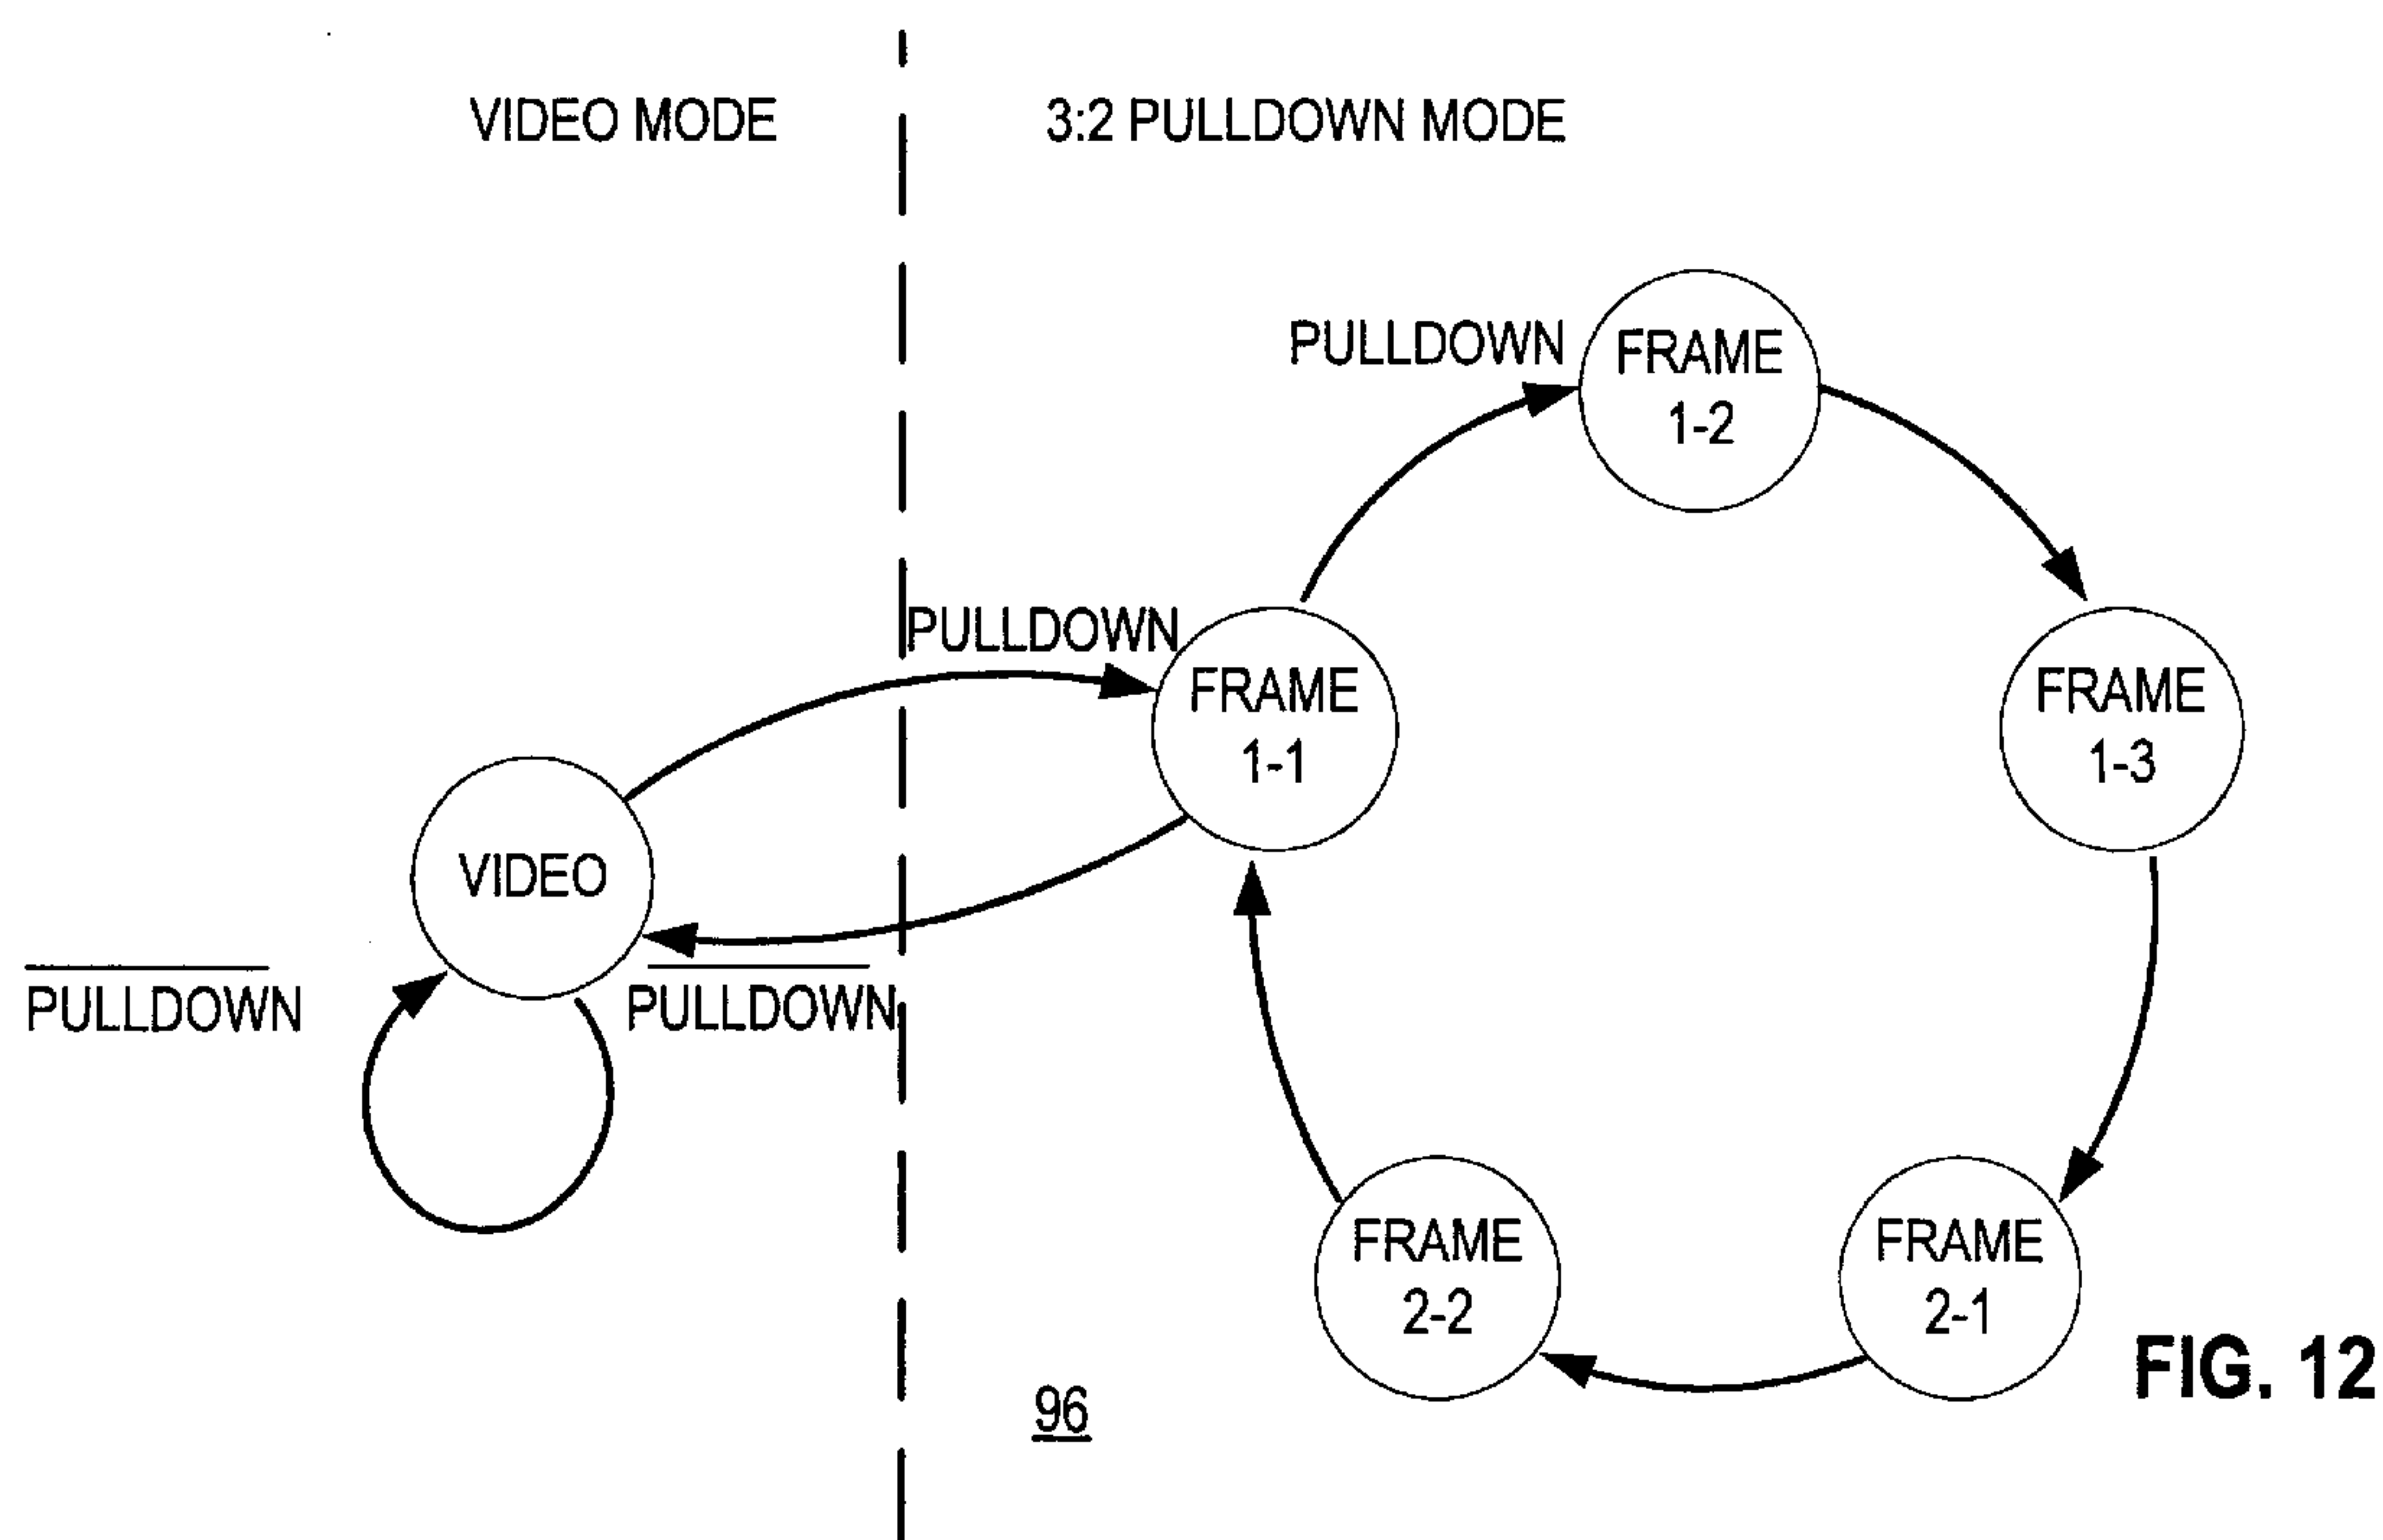 VIDEO MODE
3:2 PULLDOWN MODE
PULLDOWN
FRAME
1-2
PULLDOWN
FRAME
1-1
FRAME
1-3
VIDEO
PULLDOWN
PULLDOWN
FRAME
2-2
FRAME
2-1
FIG. 12
96